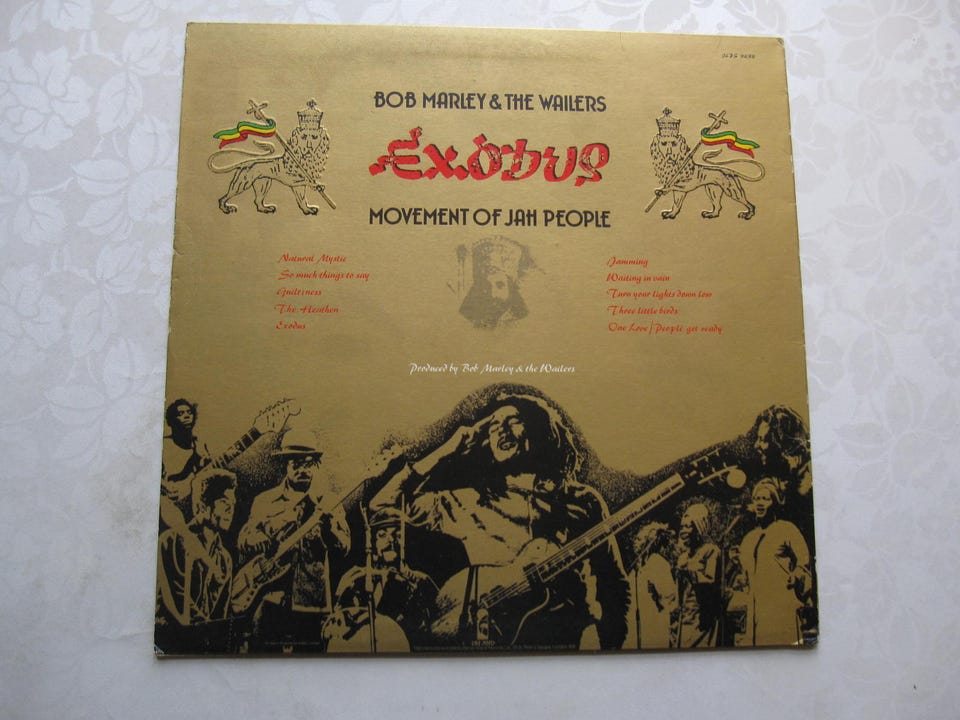 BOB MARLEY & THE WAILERS
Exodus
MOVEMENT OF JAH PEOPLE
Natural Mystic
So much things to say
Guiltiness
The Heathen
Exodus
Jamming
Waiting in vain
Turn your lights down low
Three little birds
One Love/People get ready
Produced by Bob Marley & the Wailers
ISLAND